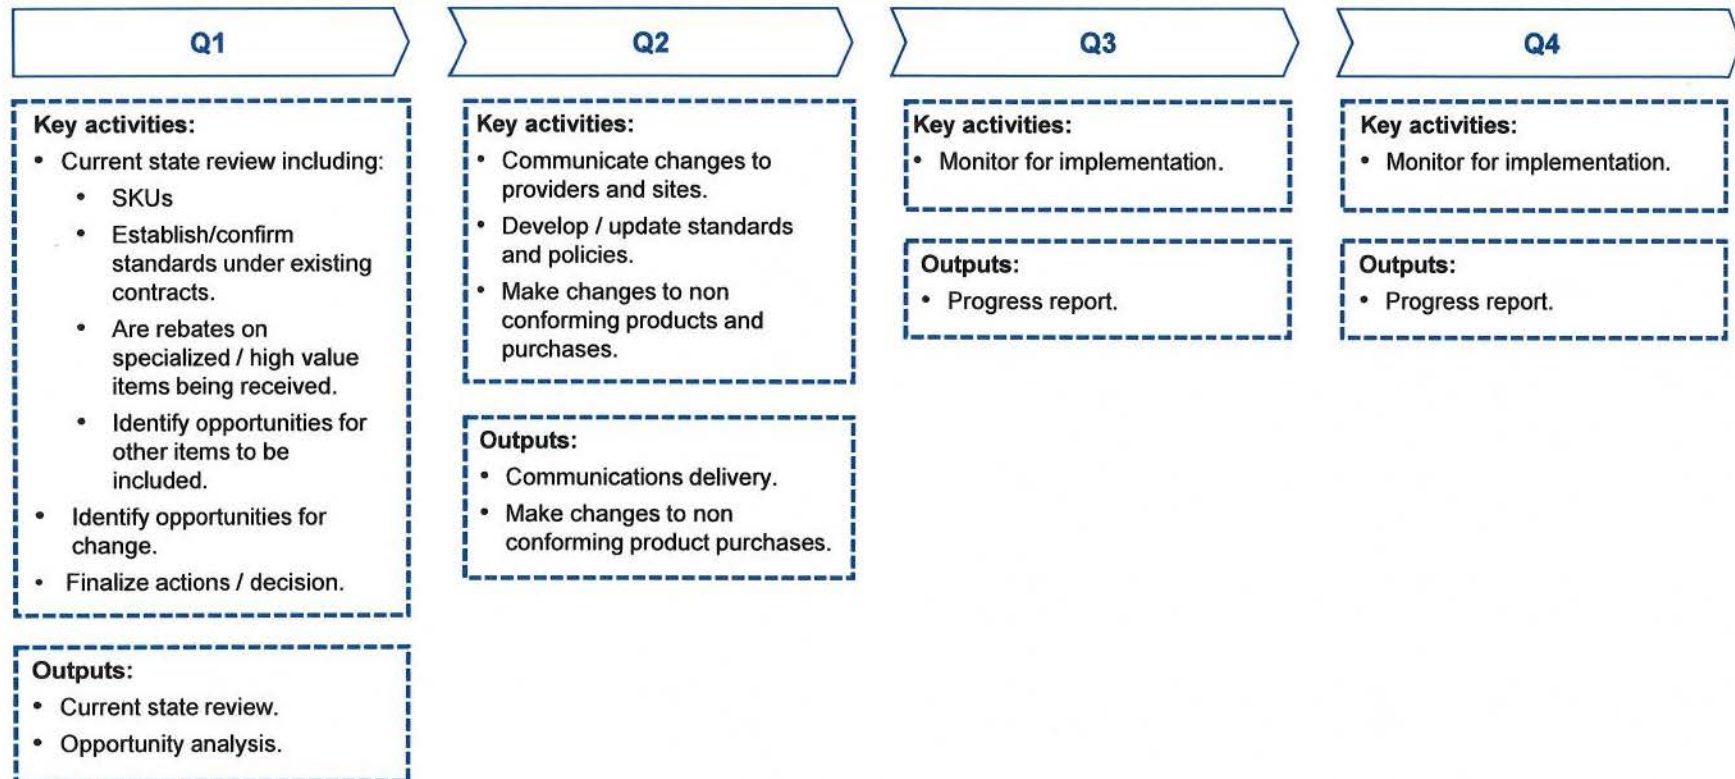 Q1
Key activities:
• Current state review including:
• SKUs
• Establish/confirm
standards under existing
contracts.
• Are rebates on
specialized / high value
items being received.
• Identify opportunities for
other items to be
included.
• Identify opportunities for
change.
• Finalize actions / decision.
Outputs:
• Current state review.
• Opportunity analysis.
Q2
Key activities:
• Communicate changes to
providers and sites.
• Develop / update standards
and policies.
• Make changes to non
conforming products and
purchases.
Outputs:
• Communications delivery.
• Make changes to non
conforming product purchases.
Q3
Key activities:
• Monitor for implementation.
Outputs:
• Progress report.
Q4
Key activities:
• Monitor for implementation.
Outputs:
• Progress report.